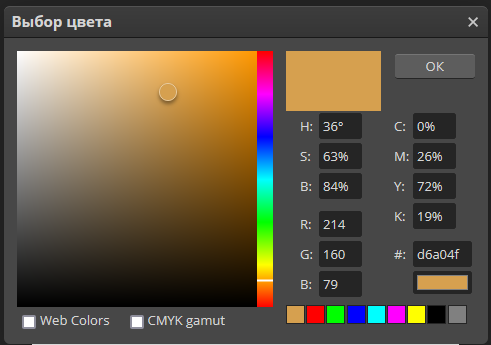 Выбор цвета
OK
H: 36° C: 0%
S: 63% M: 26%
B: 84% Y: 72%
K: 19%
R: 214
G: 160 #: d6a04f
B: 79
Web Colors CMYK gamut